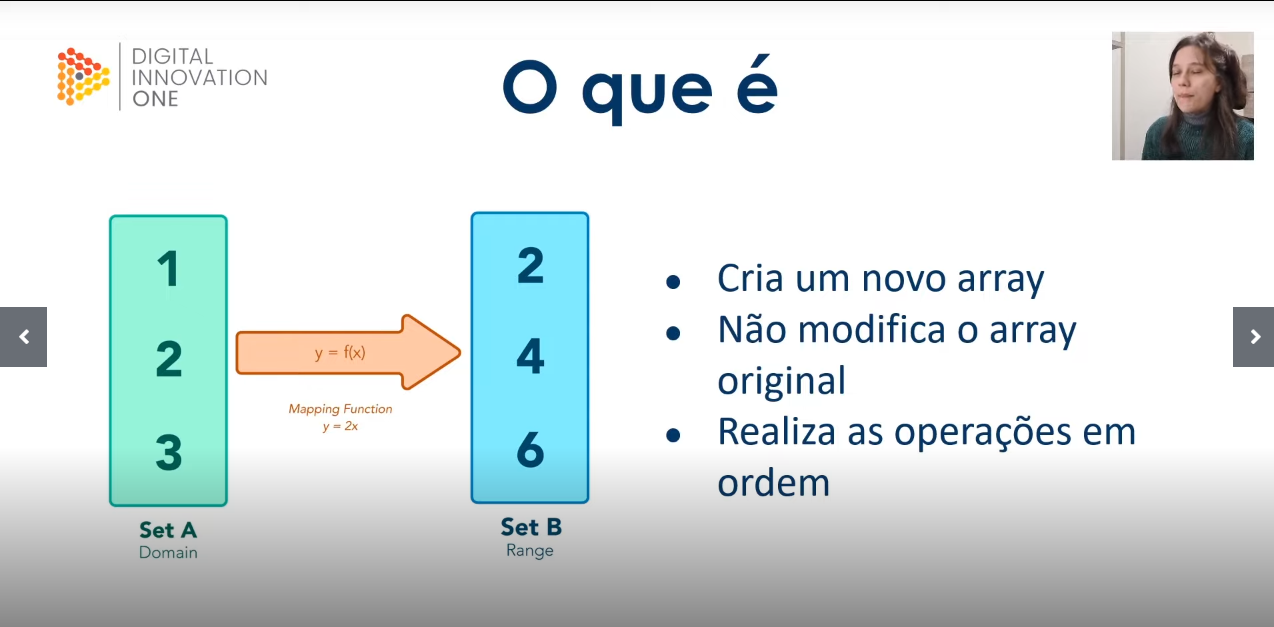 DIGITAL
INNOVATION
ONE
O que é
1
2
3
Set A
Domain
y = f(x)
Mapping Function
y = 2x
2
4
6
Set B
Range
● Cria um novo array
● Não modifica o array
original
● Realiza as operações em
ordem